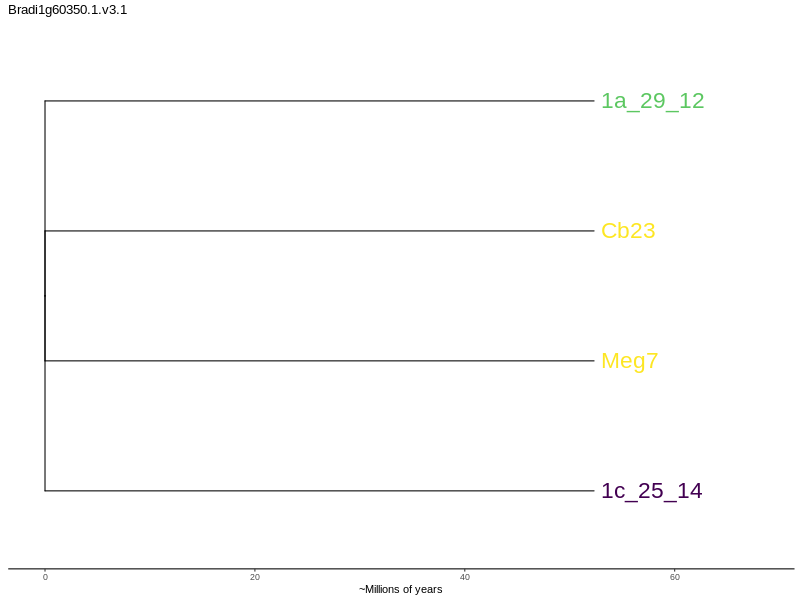 Bradi1g60350.1.v3.1
1a_29_12
Cb23
Meg7
1c_25_14
0 20 40 60
~Millions of years